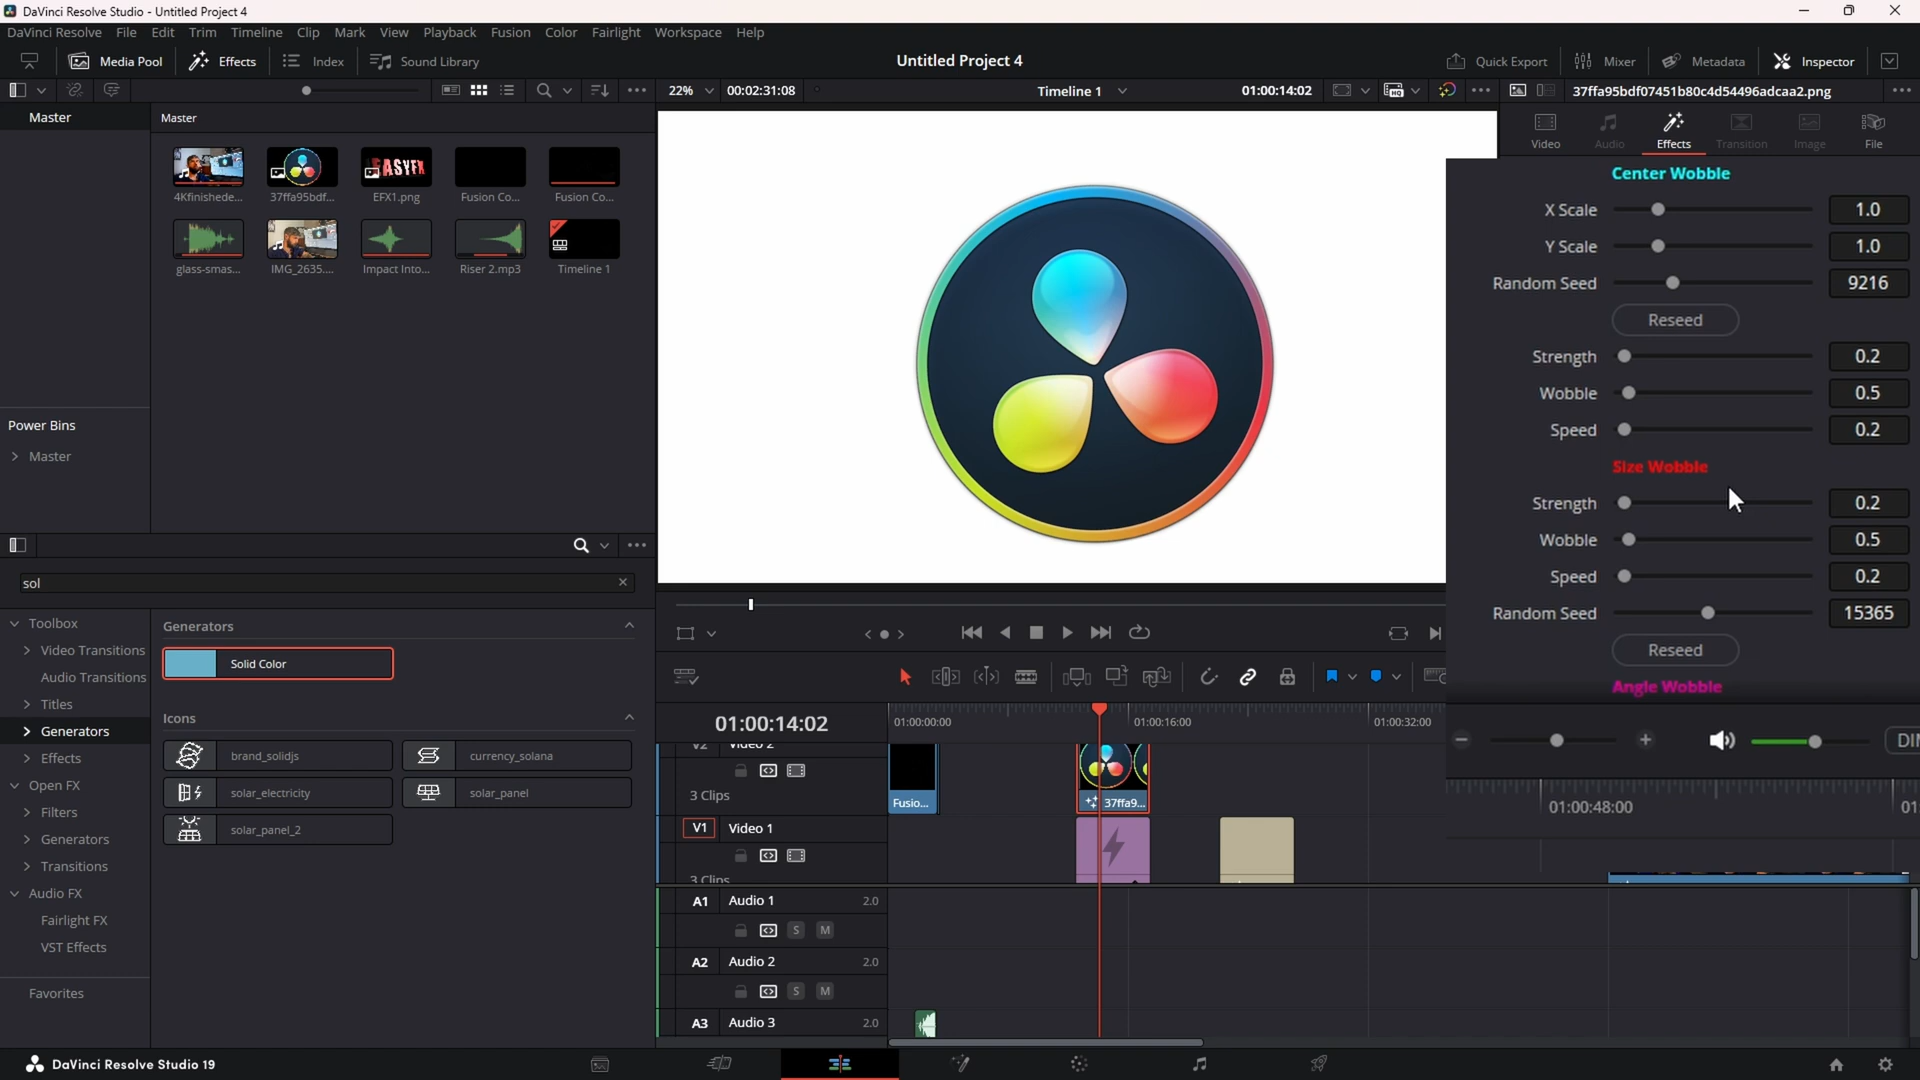 DaVinci Resolve Studio - Untitled Project 4
DaVinci Resolve File Edit Trim Timeline Clip Mark View Playback Fusion Color Fairlight Workspace Help
Media Pool Effects Index Sound Library Untitled Project 4 Quick Export Mixer Metadata Inspector
22% 00:02:31:08 Timeline 1 01:00:14:02 37ffa95bdf07451b80c4d54496adcaa2.png
Master Master
Video Audio Effects Transition Image File
4Kfinishede... 37ffa95bdf... EFX1.png Fusion Co... Fusion Co...
glass-smas... IMG_2635.... Impact Into... Riser 2.mp3 Timeline 1
EASYFX
Power Bins
Master
Center Wobble
X Scale 1.0
Y Scale 1.0
Random Seed 9216
Reseed
Strength 0.2
Wobble 0.5
Speed 0.2
Size Wobble
Strength 0.2
Wobble 0.5
Speed 0.2
Random Seed 15365
Reseed
Angle Wobble
sol
Toolbox
Video Transitions
Audio Transitions
Titles
Generators
Effects
Open FX
Filters
Generators
Transitions
Audio FX
Fairlight FX
VST Effects
Favorites
Generators
Solid Color
Icons
brand_solidjs currency_solana
solar_electricity solar_panel
solar_panel_2
01:00:14:02 01:00:00:00 01:00:16:00 01:00:32:00
DI
01:00:48:00 01
V2 Video 2
3 Clips
Fusio... 37ffa9...
V1 Video 1
3 Clips
A1 Audio 1 2.0
S M
A2 Audio 2 2.0
S M
A3 Audio 3 2.0
DaVinci Resolve Studio 19